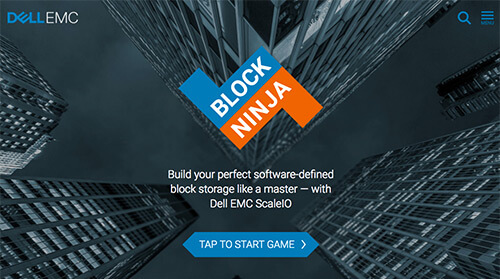 DELLEMC
MENU
BLOCK
NINJA
Build your perfect software-defined
block storage like a master — with
Dell EMC ScaleIO
TAP TO START GAME